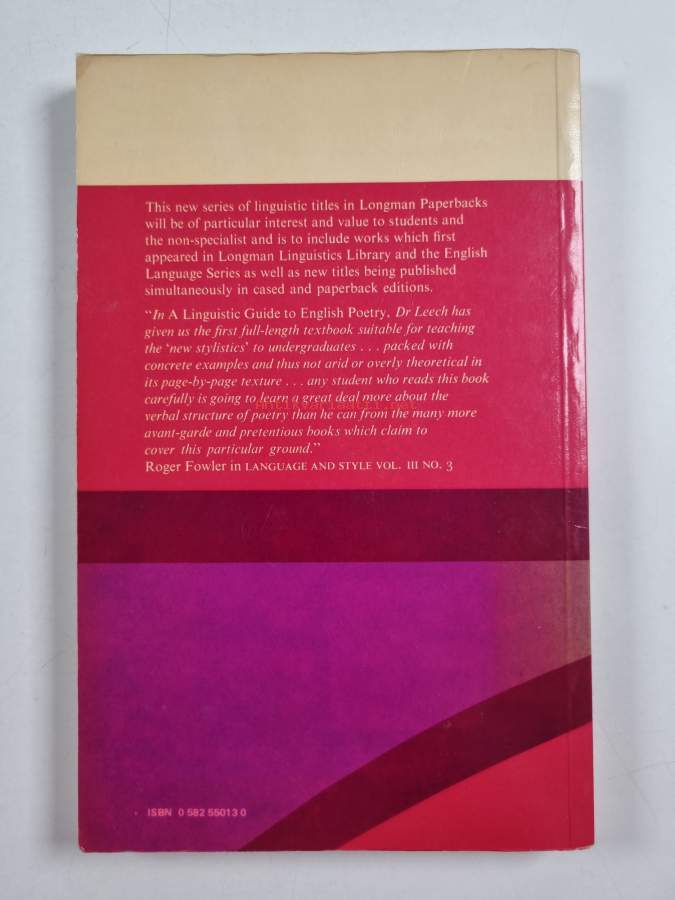 This new series of linguistic titles in Longman Paperbacks
will be of particular interest and value to students and
the non-specialist and is to include works which first
appeared in Longman Linguistics Library and the English
Language Series as well as new titles being published
simultaneously in cased and paperback editions.
“In A Linguistic Guide to English Poetry, Dr Leech has
given us the first full-length textbook suitable for teaching
the ‘new stylistics’ to undergraduates . . . packed with
concrete examples and thus not arid or overly theoretical in
its page-by-page texture . . . any student who reads this book
carefully is going to learn a great deal more about the
verbal structure of poetry than he can from the many more
avant-garde and pretentious books which claim to
cover this particular ground.”
Roger Fowler in LANGUAGE AND STYLE VOL. III NO. 3
ISBN 0 582 55013 0